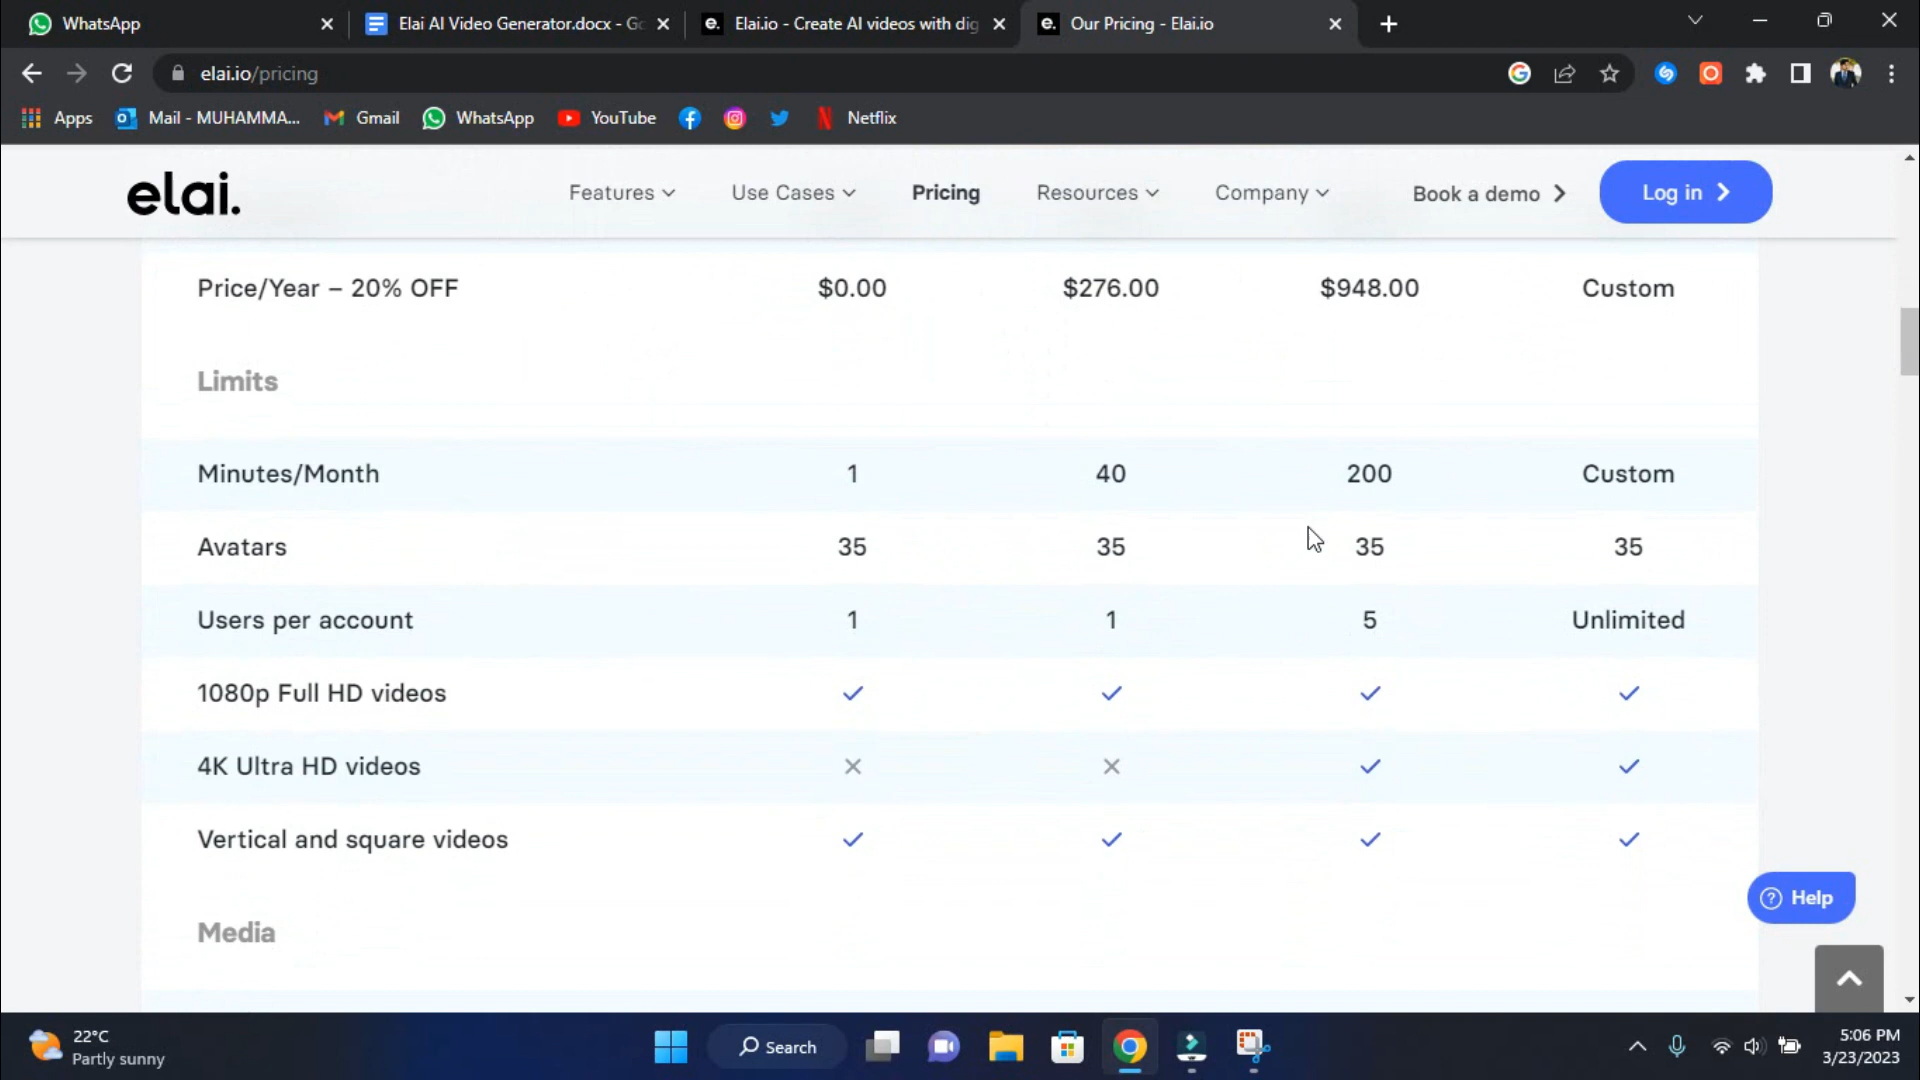 WhatsApp
Elai AI Video Generator.docx - Go
e. Elai.io - Create AI videos with dig
e. Our Pricing - Elai.io
elai.io/pricing
Apps Mail - MUHAMMA... Gmail WhatsApp YouTube Netflix
elai. Features Use Cases Pricing Resources Company Book a demo Log in
Price/Year – 20% OFF $0.00 $276.00 $948.00 Custom
Limits
Minutes/Month 1 40 200 Custom
Avatars 35 35 35 35
Users per account 1 1 5 Unlimited
1080p Full HD videos
4K Ultra HD videos
Vertical and square videos
Help
Media
22°C
Partly sunny
Search
5:06 PM
3/23/2023